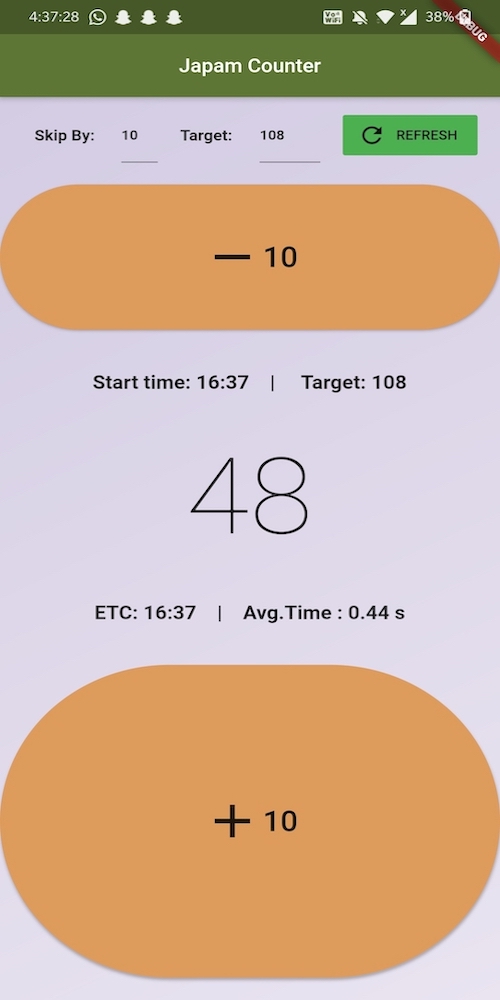 4:37:28 Vo WiFi X 38%
Japam Counter
Skip By: 10 Target: 108 REFRESH
10
Start time: 16:37 | Target: 108
48
ETC: 16:37 | Avg.Time : 0.44 s
+ 10